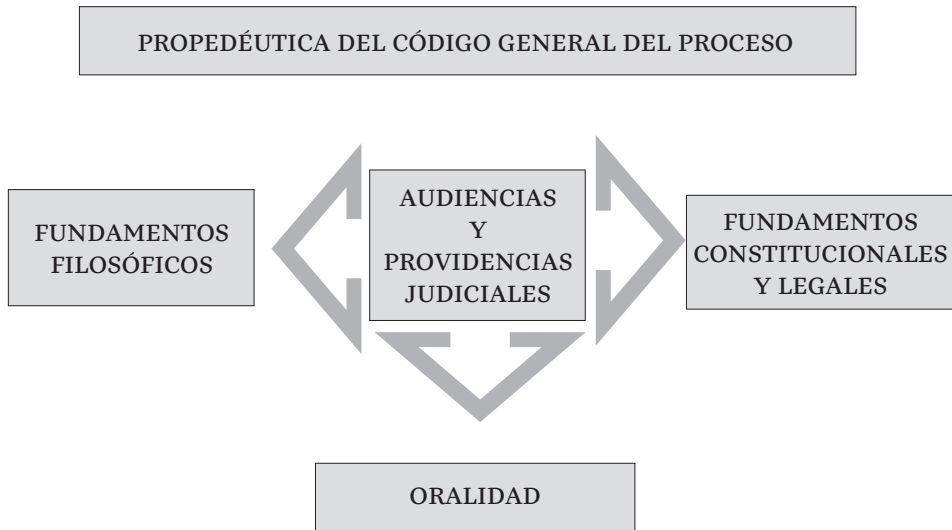 PROPEDÉUTICA DEL CÓDIGO GENERAL DEL PROCESO
FUNDAMENTOS
FILOSÓFICOS
AUDIENCIAS
Y
PROVIDENCIAS
JUDICIALES
FUNDAMENTOS
CONSTITUCIONALES
Y LEGALES
ORALIDAD